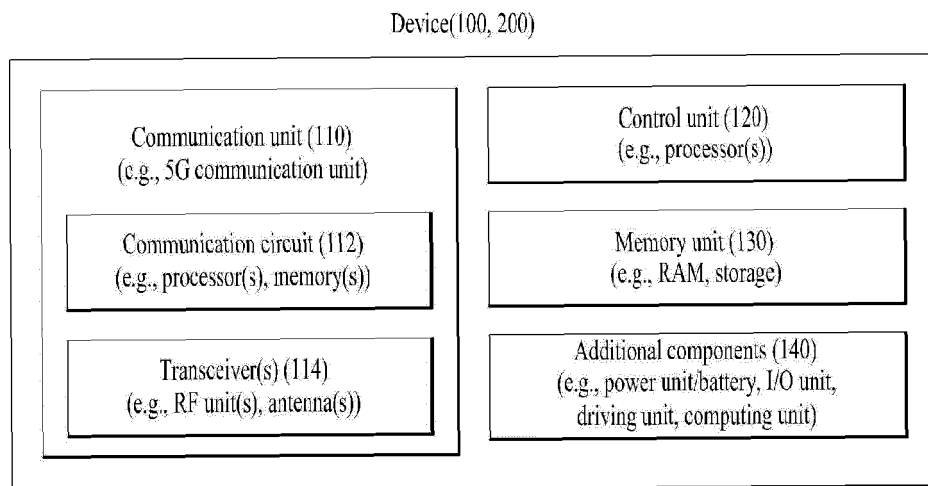 Device(100, 200)
Communication unit (110)
(e.g., 5G communication unit)
Communication circuit (112)
(e.g., processor(s), memory(s))
Transceiver(s) (114)
(e.g., RF unit(s), antenna(s))
Control unit (120)
(e.g., processor(s))
Memory unit (130)
(e.g., RAM, storage)
Additional components (140)
(e.g., power unit/battery, I/O unit,
driving unit, computing unit)